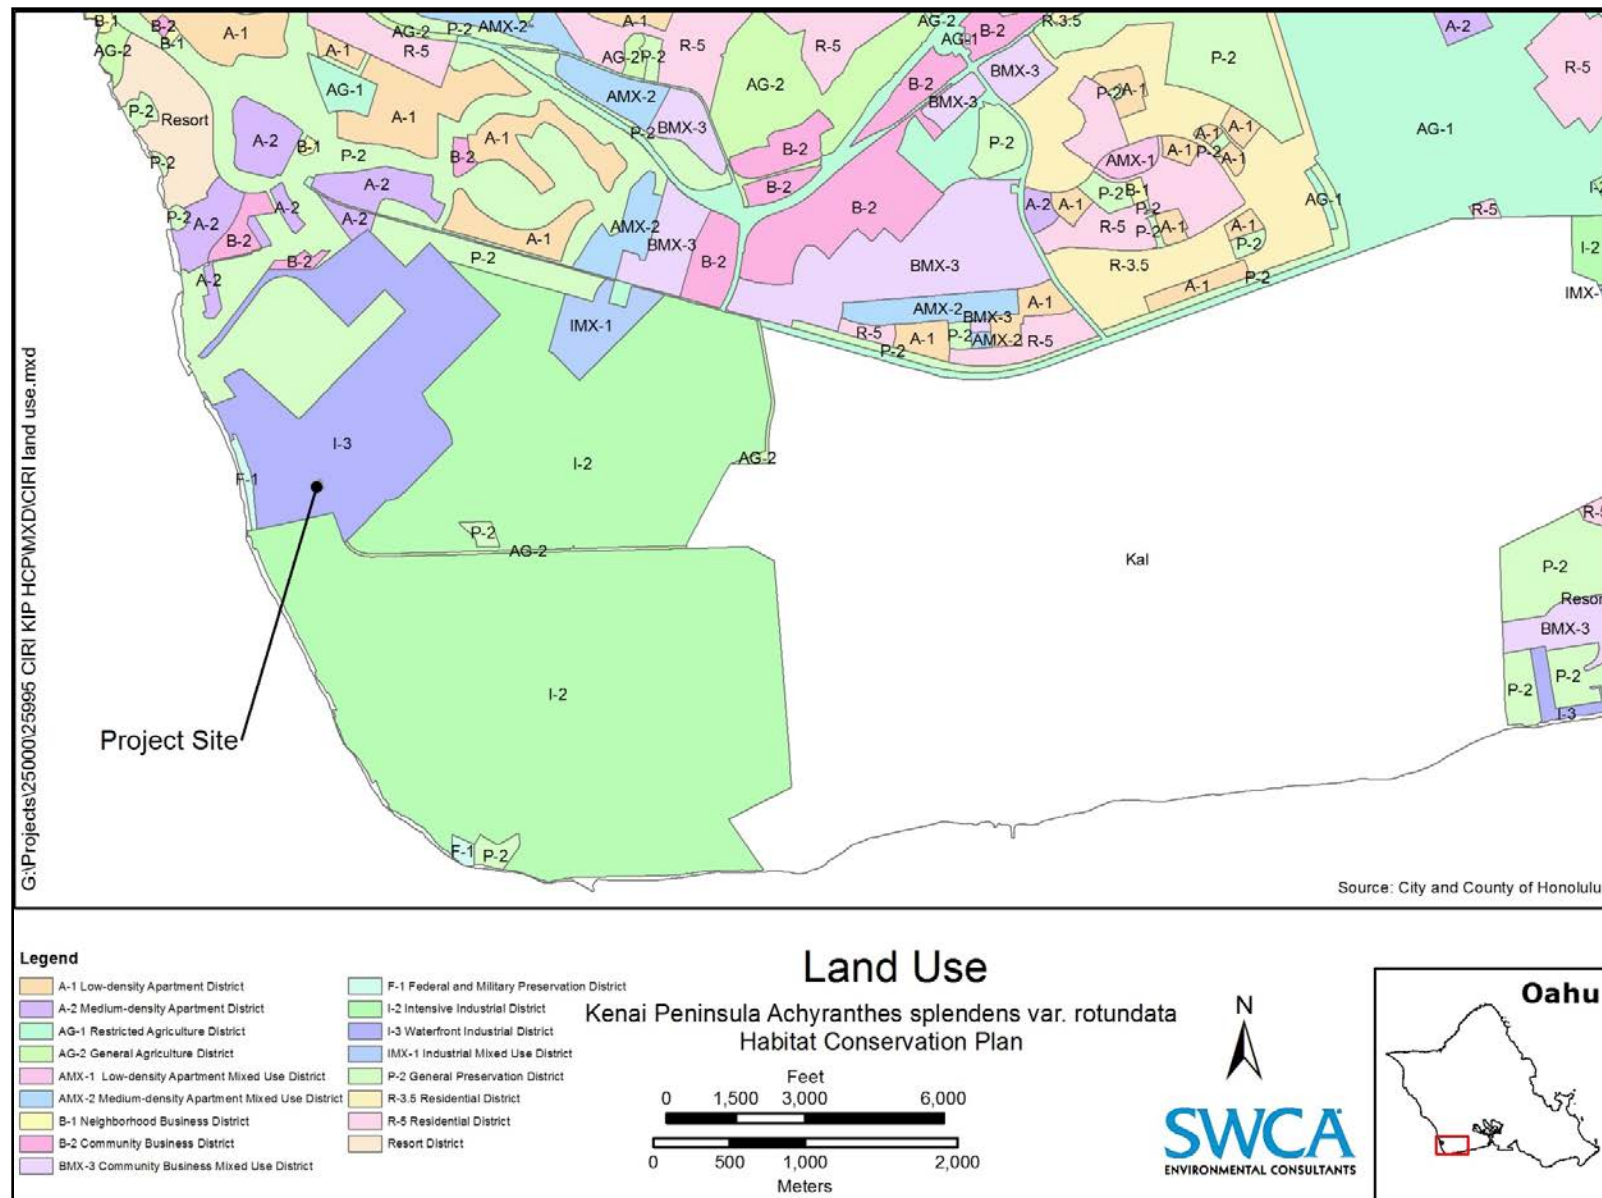 B-1
B-2
B-1
AG-2
A-1
A-1
AG-2
P-2
R-5
AMX-2
A-1
R-5
AG-2
P-2
R-5
AG-2
AG-1
B-2
R-3.5
P-2
A-2
R-5
P-2
Resort
AG-1
A-1
AMX-2
P-2
BMX-3
AG-2
B-2
BMX-3
BMX-3
P-2
A-1
AG-1
P-2
A-2
B-1
P-2
B-2
A-1
B-2
P-2
AMX-1
A-1
A-1
P-2
A-1
A-1
A-2
A-2
B-2
B-2
A-2
A-1
P-2
B-1
P-2
AG-1
P-2
A-2
A-2
B-2
B-2
A-2
P-2
A-1
AMX-2
BMX-3
B-2
BMX-3
R-5
P-2
A-1
A-1
P-2
R-3.5
A-1
P-2
R-5
I-2
IMX-1
AMX-2
BMX-3
A-1
R-5
A-1
P-2
AMX-2
R-5
P-2
I-3
F-1
I-2
AG-2
P-2
AG-2
Kal
I-2
P-2
BMX-3
P-2
P-2
I-3
F-1
P-2
Project Site
G:\Projects\25000\25995 CIRI KIP HCP\MXD\CIRI land use.mxd
Source: City and County of Honolulu
Legend
A-1 Low-density Apartment District
A-2 Medium-density Apartment District
AG-1 Restricted Agriculture District
AG-2 General Agriculture District
AMX-1 Low-density Apartment Mixed Use District
AMX-2 Medium-density Apartment Mixed Use District
B-1 Neighborhood Business District
B-2 Community Business District
BMX-3 Community Business Mixed Use District
F-1 Federal and Military Preservation District
I-2 Intensive Industrial District
I-3 Waterfront Industrial District
IMX-1 Industrial Mixed Use District
P-2 General Preservation District
R-3.5 Residential District
R-5 Residential District
Resort District
Land Use
Kenai Peninsula Achyranthes splendens var. rotundata
Habitat Conservation Plan
Feet
0 1,500 3,000 6,000
0 500 1,000 2,000
Meters
N
SWCA
ENVIRONMENTAL CONSULTANTS
Oahu